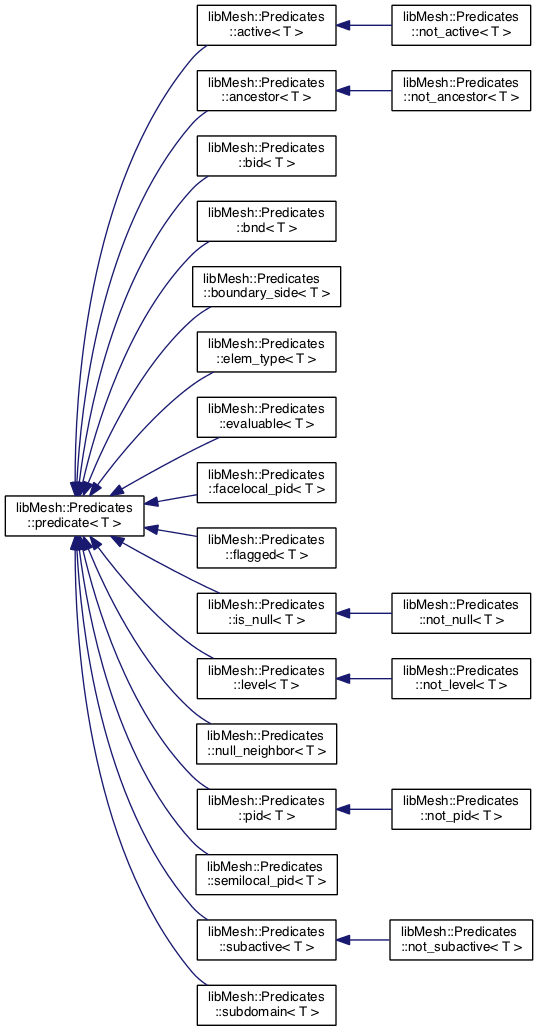 libMesh::Predicates
::active< T >
libMesh::Predicates
::not_active< T >
libMesh::Predicates
::ancestor< T >
libMesh::Predicates
::not_ancestor< T >
libMesh::Predicates
::bid< T >
libMesh::Predicates
::bnd< T >
libMesh::Predicates
::boundary_side< T >
libMesh::Predicates
::elem_type< T >
libMesh::Predicates
::evaluable< T >
libMesh::Predicates
::facelocal_pid< T >
libMesh::Predicates
::predicate< T >
libMesh::Predicates
::flagged< T >
libMesh::Predicates
::is_null< T >
libMesh::Predicates
::not_null< T >
libMesh::Predicates
::level< T >
libMesh::Predicates
::not_level< T >
libMesh::Predicates
::null_neighbor< T >
libMesh::Predicates
::pid< T >
libMesh::Predicates
::not_pid< T >
libMesh::Predicates
::semilocal_pid< T >
libMesh::Predicates
::subactive< T >
libMesh::Predicates
::not_subactive< T >
libMesh::Predicates
::subdomain< T >